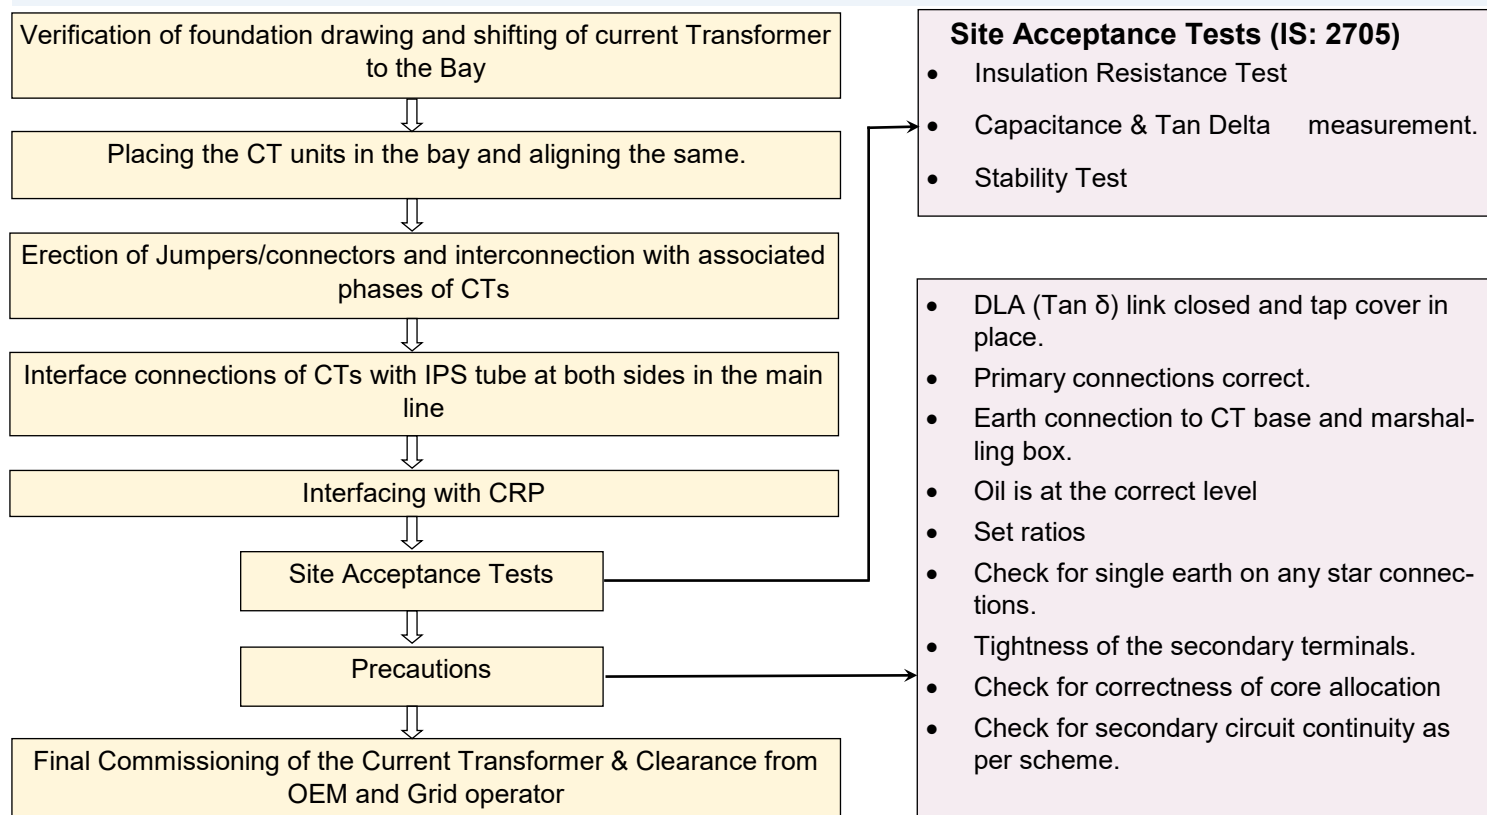 Verification of foundation drawing and shifting of current Transformer
to the Bay
Placing the CT units in the bay and aligning the same.
Erection of Jumpers/connectors and interconnection with associated
phases of CTs
Interface connections of CTs with IPS tube at both sides in the main
line
Interfacing with CRP
Site Acceptance Tests
Precautions
Final Commissioning of the Current Transformer & Clearance from
OEM and Grid operator
Site Acceptance Tests (IS: 2705)
• Insulation Resistance Test
• Capacitance & Tan Delta measurement.
• Stability Test
• DLA (Tan δ) link closed and tap cover in
place.
• Primary connections correct.
• Earth connection to CT base and marshal-
ling box.
• Oil is at the correct level
• Set ratios
• Check for single earth on any star connec-
tions.
• Tightness of the secondary terminals.
• Check for correctness of core allocation
• Check for secondary circuit continuity as
per scheme.